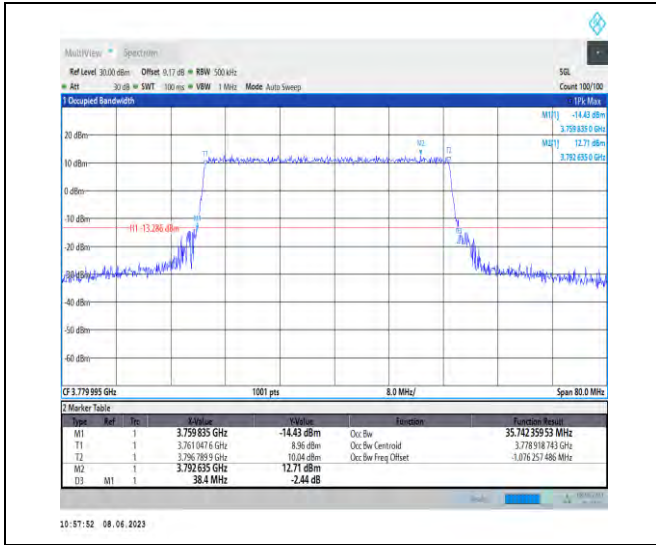 MultiView Spectrum
Ref Level 30.00 dBm Offset 9.17 dB RBW 500 kHz SGL
Att 30 dB SWT 100 ms VBW 1 MHz Mode Auto Sweep Count 100/100
1 Occupied Bandwidth 1Pk Max
M1[1] -14.43 dBm
3.759 835 0 GHz
20 dBm M2[1] 12.71 dBm
3.792 635 0 GHz
M2
T1 T2
10 dBm
0 dBm
-10 dBm
H1 -13.286 dBm
-40 dBm
-50 dBm
-60 dBm
CF 3.779 995 GHz 1001 pts 8.0 MHz/ Span 80.0 MHz
2 Marker Table
Type Ref Trc X-Value Y-Value Function Function Result
M1 1 3.759 835 GHz -14.43 dBm Occ Bw 35.742 359 53 MHz
T1 1 3.761 047 6 GHz 8.96 dBm Occ Bw Centroid 3.778 918 743 GHz
T2 1 3.796 789 9 GHz 10.04 dBm Occ Bw Freq Offset -1.076 257 486 MHz
M2 1 3.792 635 GHz 12.71 dBm
D3 M1 1 38.4 MHz -2.44 dB
10:57:52 08.06.2023